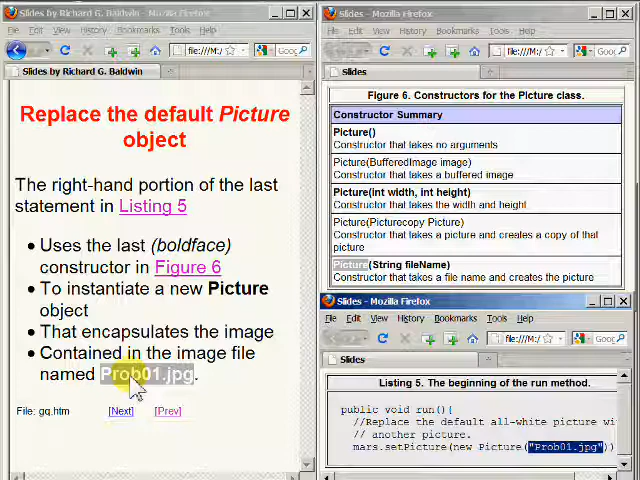 Slides by Richard G. Baldwin - Mozilla Firefox
File Edit View History Bookmarks Tools Help
file:///M:/
Goo
Slides by Richard G. Baldwin
Replace the default Picture
object
The right-hand portion of the last
statement in Listing 5
Uses the last (boldface)
constructor in Figure 6
To instantiate a new Picture
object
That encapsulates the image
Contained in the image file
named Prob01.jpg.
File: gq.htm [Next] [Prev]
Slides - Mozilla Firefox
File Edit View History Bookmarks Tools Help
file:///M:/
Goog
Slides
Figure 6. Constructors for the Picture class.
Constructor Summary
Picture()
Constructor that takes no arguments
Picture(BufferedImage image)
Constructor that takes a buffered image
Picture(int width, int height)
Constructor that takes the width and height
Picture(Picturecopy Picture)
Constructor that takes a picture and creates a copy of that
picture
Picture(String fileName)
Constructor that takes a file name and creates the picture
Slides - Mozilla Firefox
File Edit View History Bookmarks Tools Help
file:///M:/
Goo
Slides
Listing 5. The beginning of the run method.
public void run(){
//Replace the default all-white picture wi
// another picture.
mars.setPicture(new Picture("Prob01.jpg"))